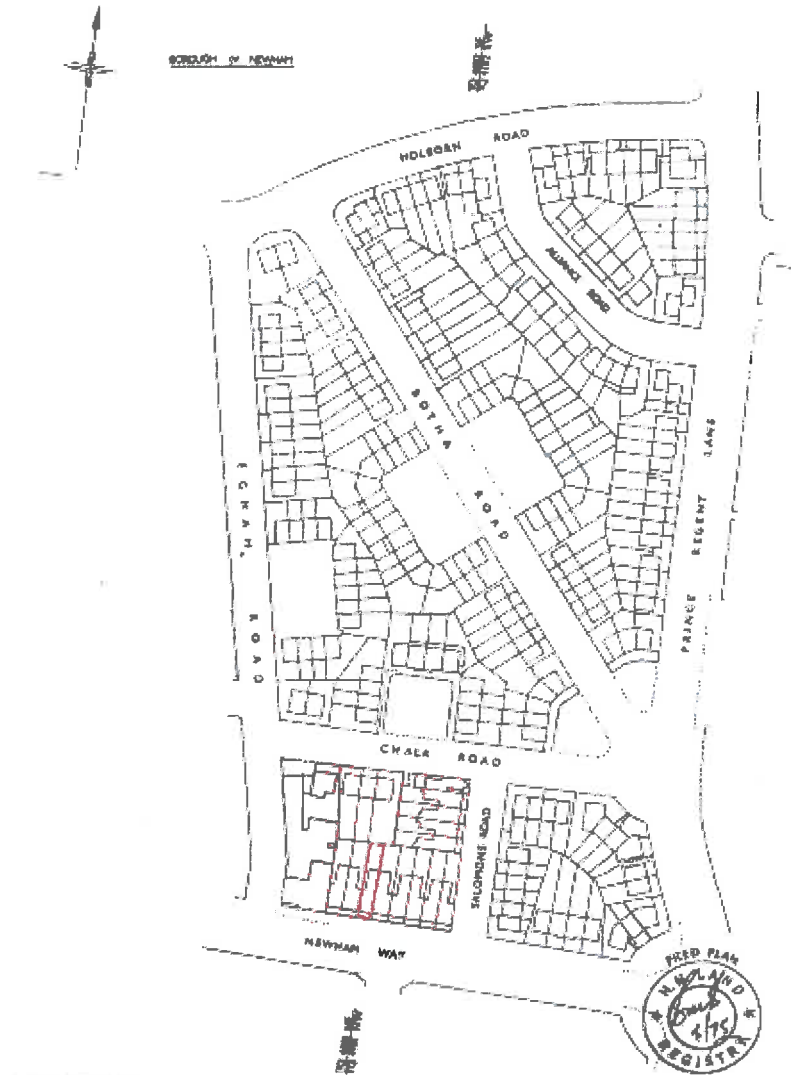 BOROUGH OF NEWHAM
HOLBORN ROAD
ALLIANCE ROAD
BOTHA ROAD
EGHAM ROAD
PRINCE REGENT LANE
CHALK ROAD
SALOMONS ROAD
NEWHAM WAY
FILED PLAN
H.M. LAND
REGISTRY